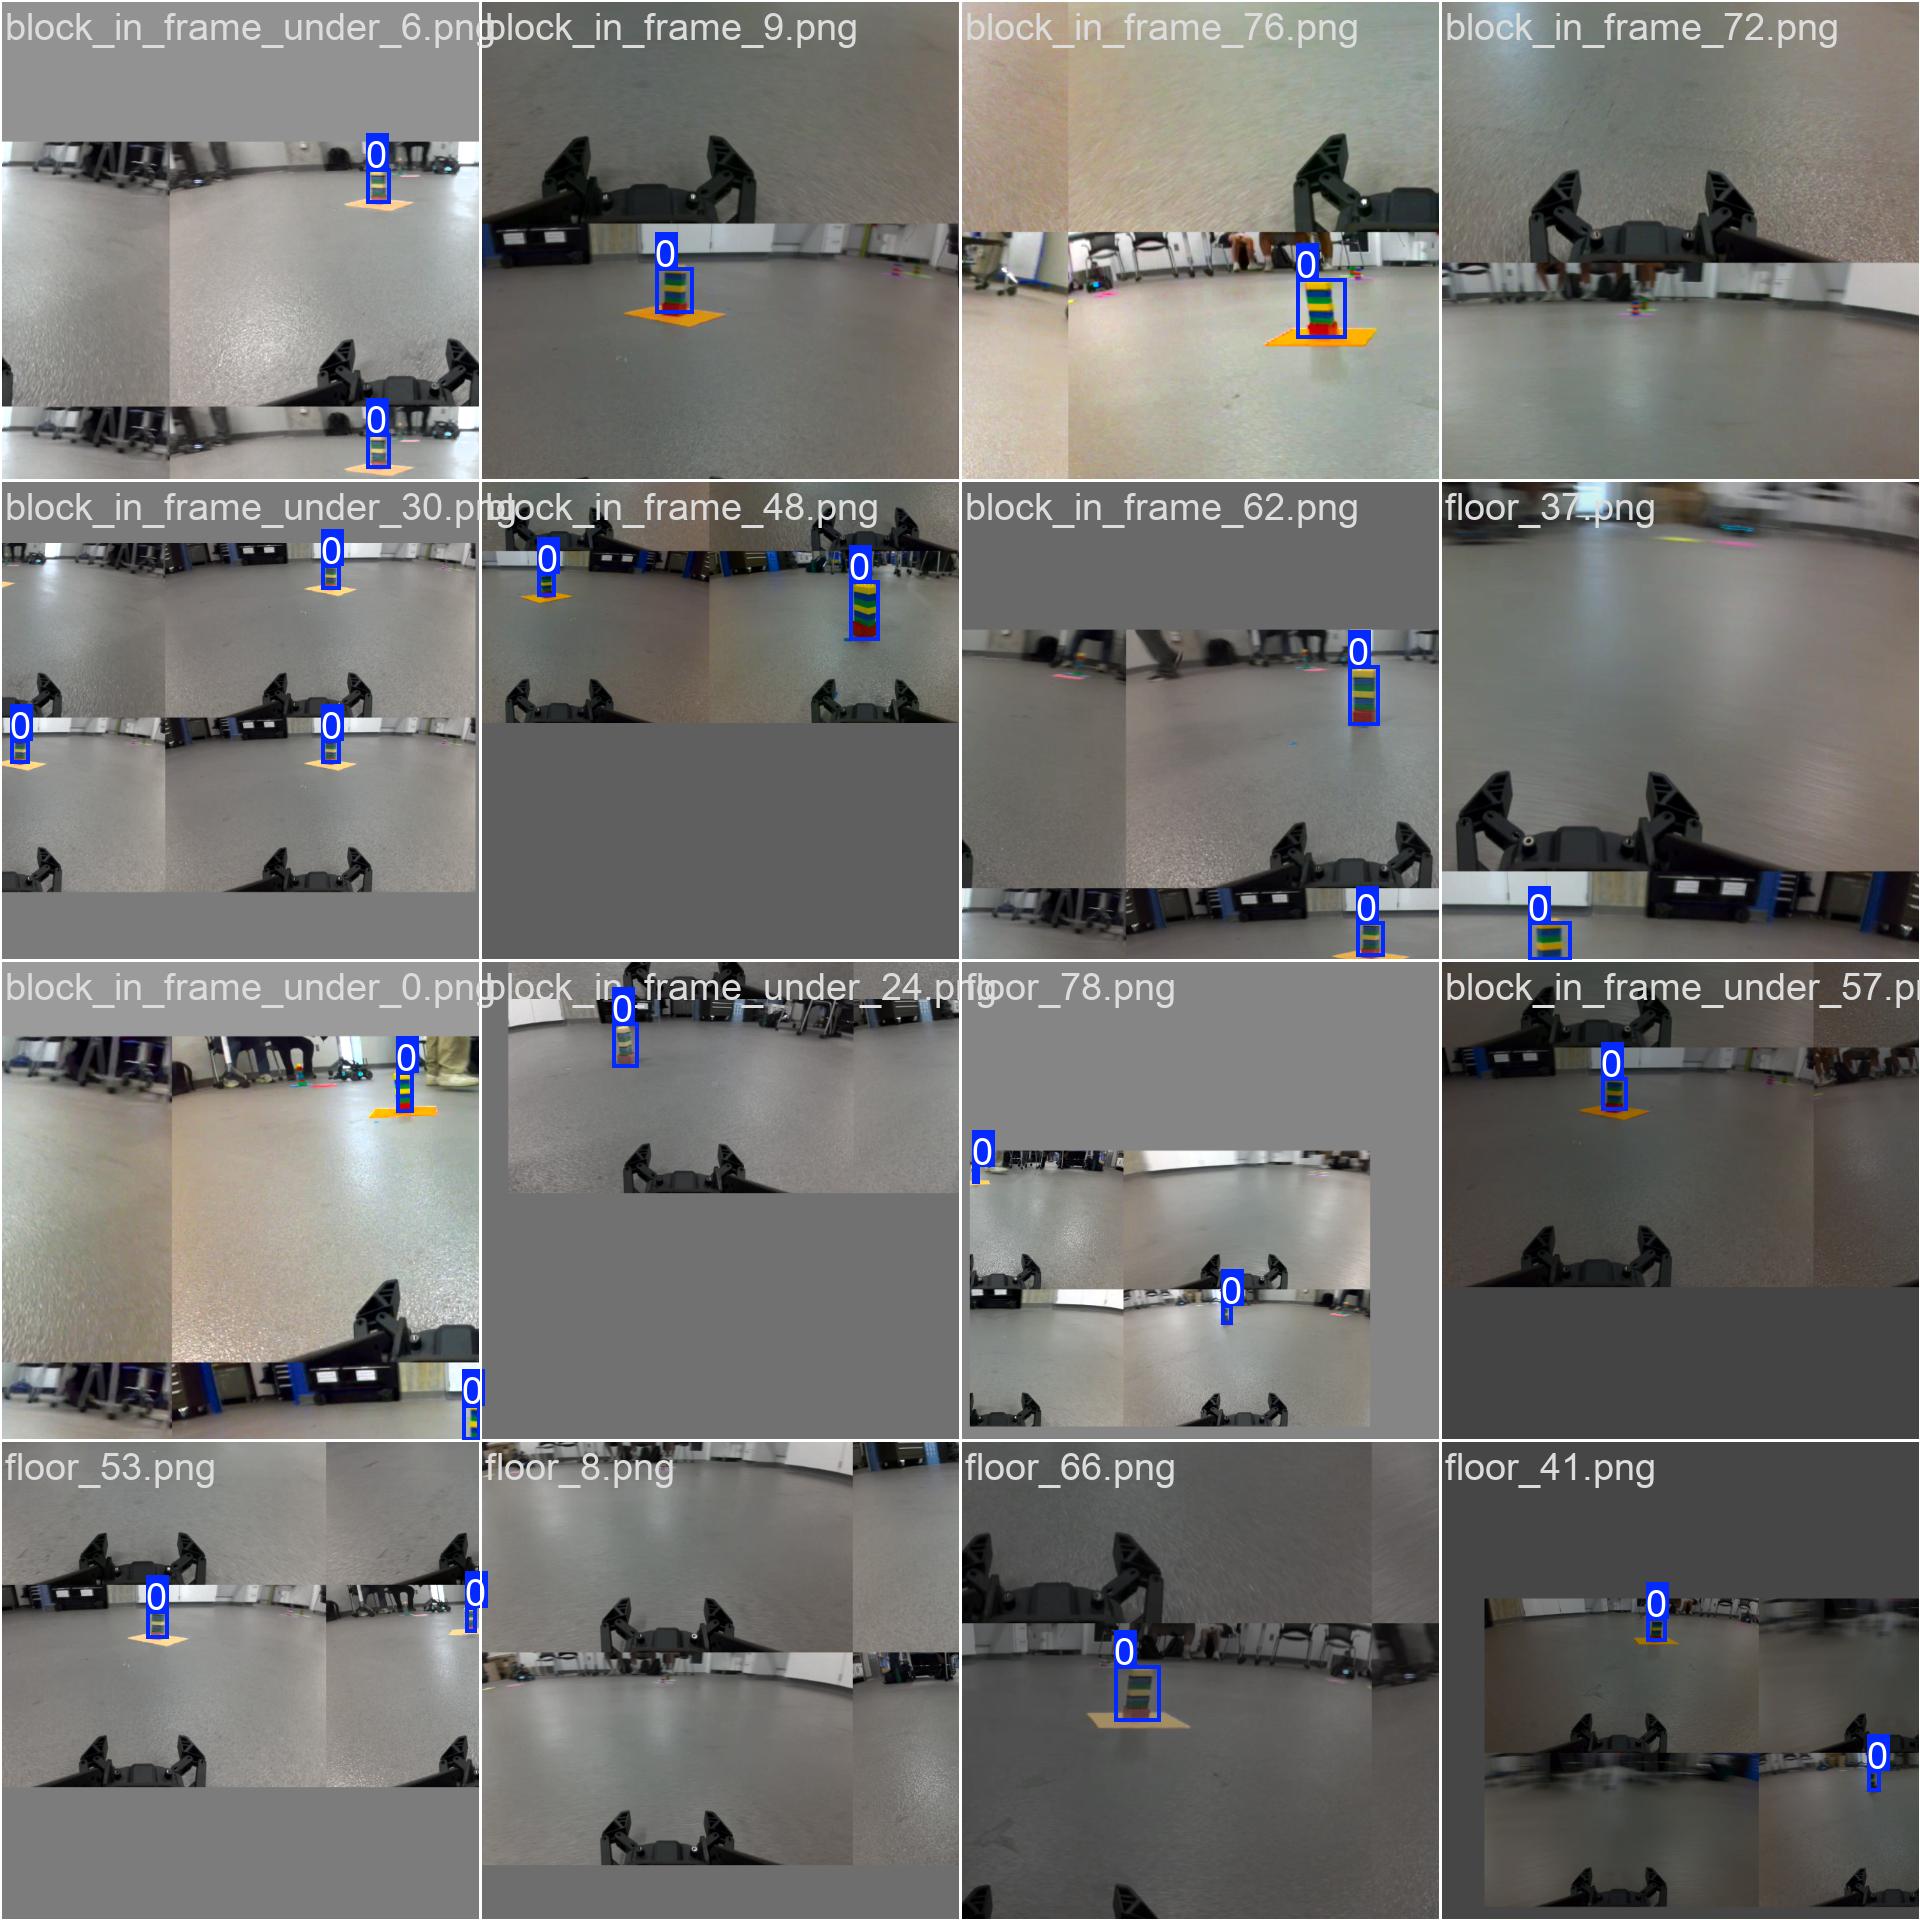 block_in_frame_under_6.png
block_in_frame_9.png
block_in_frame_76.png
block_in_frame_72.png
0
0
0
0
block_in_frame_under_30.png
block_in_frame_48.png
block_in_frame_62.png
floor_37.png
0
0
0
0
0
0
0
0
block_in_frame_under_0.png
block_in_frame_under_24.png
floor_78.png
block_in_frame_under_57.p
0
0
0
0
0
0
floor_53.png
floor_8.png
floor_66.png
floor_41.png
0
0
0
0
0